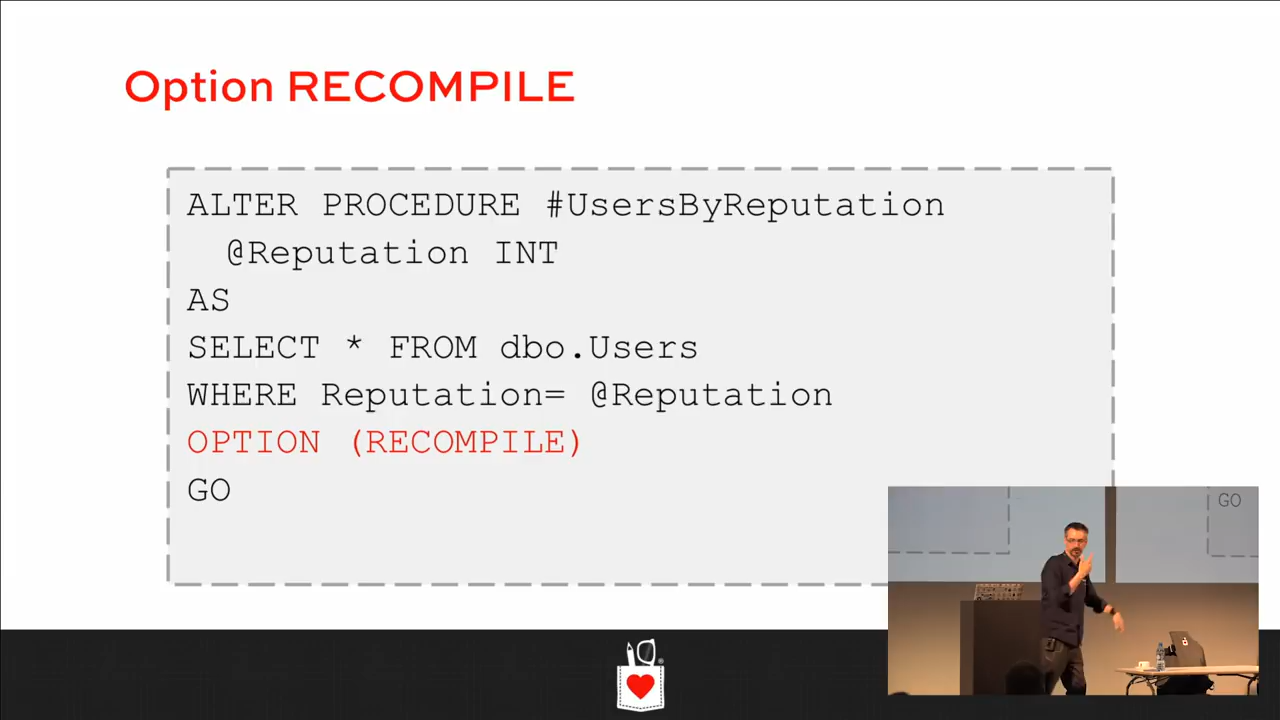 Option RECOMPILE
ALTER PROCEDURE #UsersByReputation
@Reputation INT
AS
SELECT * FROM dbo.Users
WHERE Reputation= @Reputation
OPTION (RECOMPILE)
GO
GO